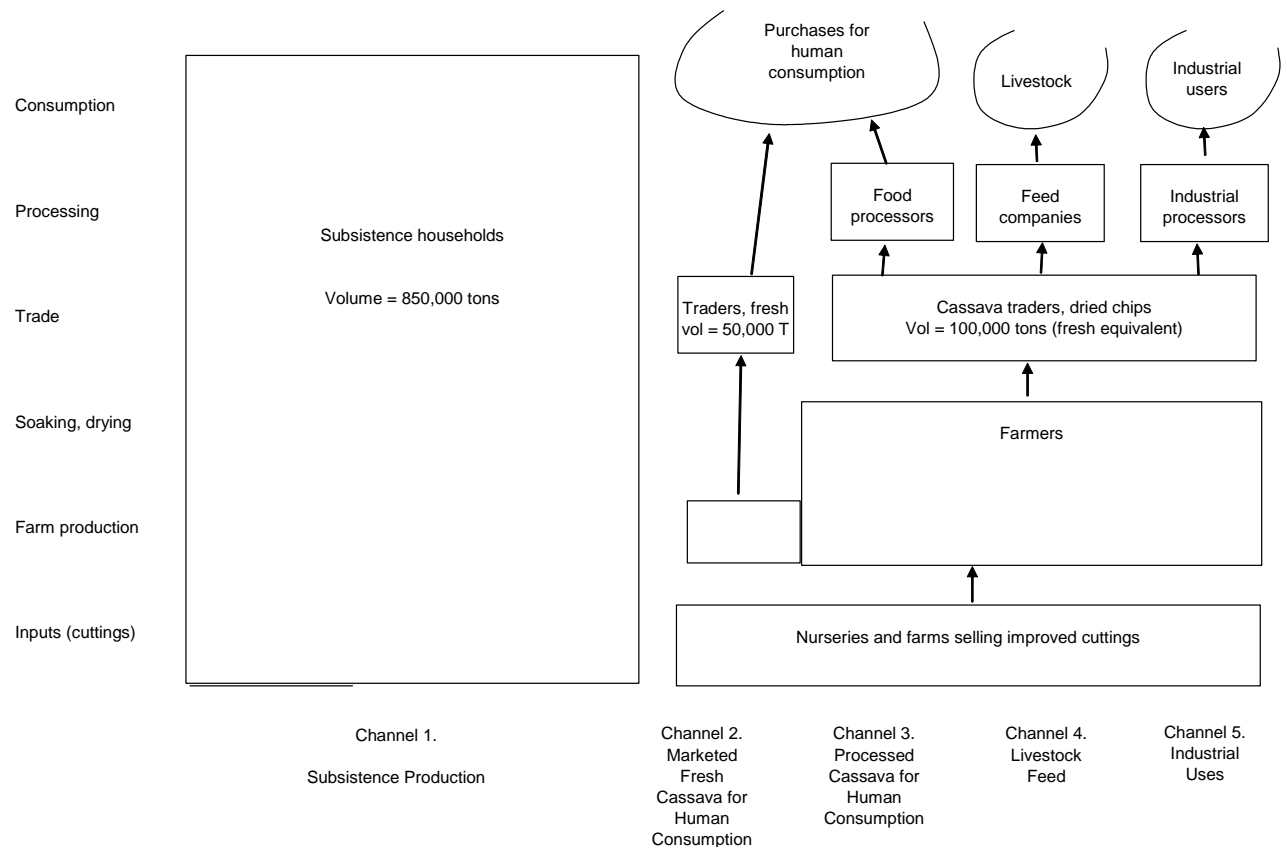 Purchases for
human
consumption
Livestock
Industrial
users
Consumption
Food
processors
Feed
companies
Industrial
processors
Processing
Subsistence households
Volume = 850,000 tons
Traders, fresh
vol = 50,000 T
Cassava traders, dried chips
Vol = 100,000 tons (fresh equivalent)
Trade
Soaking, drying
Farmers
Farm production
Inputs (cuttings)
Nurseries and farms selling improved cuttings
Channel 1.
Subsistence Production
Channel 2.
Marketed
Fresh
Cassava for
Human
Consumption
Channel 3.
Processed
Cassava for
Human
Consumption
Channel 4.
Livestock
Feed
Channel 5.
Industrial
Uses